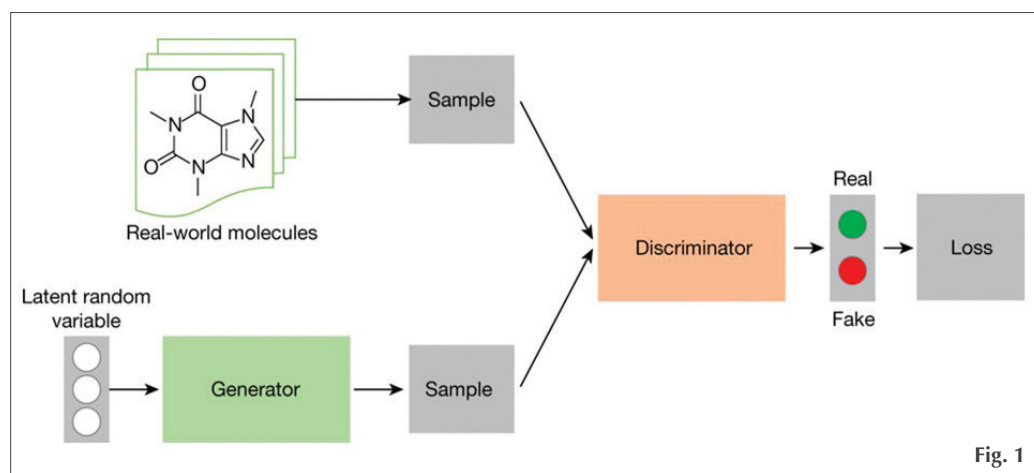 O
N
N
O
N
N
Sample
Real-world molecules
Real
Discriminator
Loss
Fake
Latent random
variable
Generator
Sample
Fig. 1